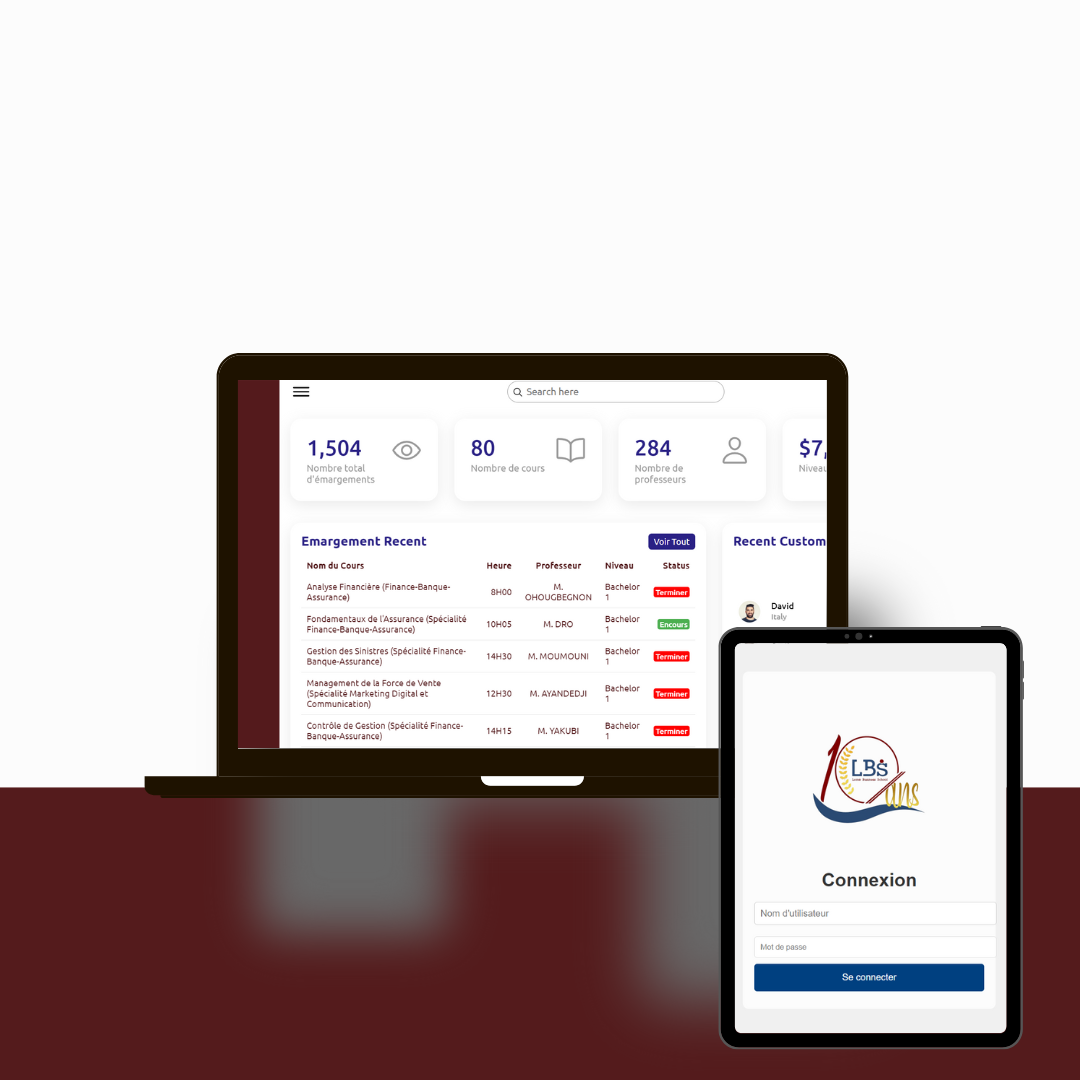 Search here
1,504
Nombre total
d'émargements
80
Nombre de cours
284
Nombre de
professeurs
$7,
Niveau
Emargement Recent
Voir Tout
Nom du Cours Heure Professeur Niveau Status
Analyse Financière (Finance-Banque-
Assurance)
8H00
M.
OHOUGBEGNON
Bachelor
1
Terminer
Fondamentaux de l'Assurance (Spécialité
Finance-Banque-Assurance)
10H05
M. DRO
Bachelor
1
Encours
Gestion des Sinistres (Spécialité Finance-
Banque-Assurance)
14H30
M. MOUMOUNI
Bachelor
1
Terminer
Management de la Force de Vente
(Spécialité Marketing Digital et
Communication)
12H30
M. AYANDEDJI
Bachelor
1
Terminer
Contrôle de Gestion (Spécialité Finance-
Banque-Assurance)
14H15
M. YAKUBI
Bachelor
1
Terminer
Recent Custom
David
Italy
10 LBS
ans
Connexion
Nom d'utilisateur
Mot de passe
Se connecter